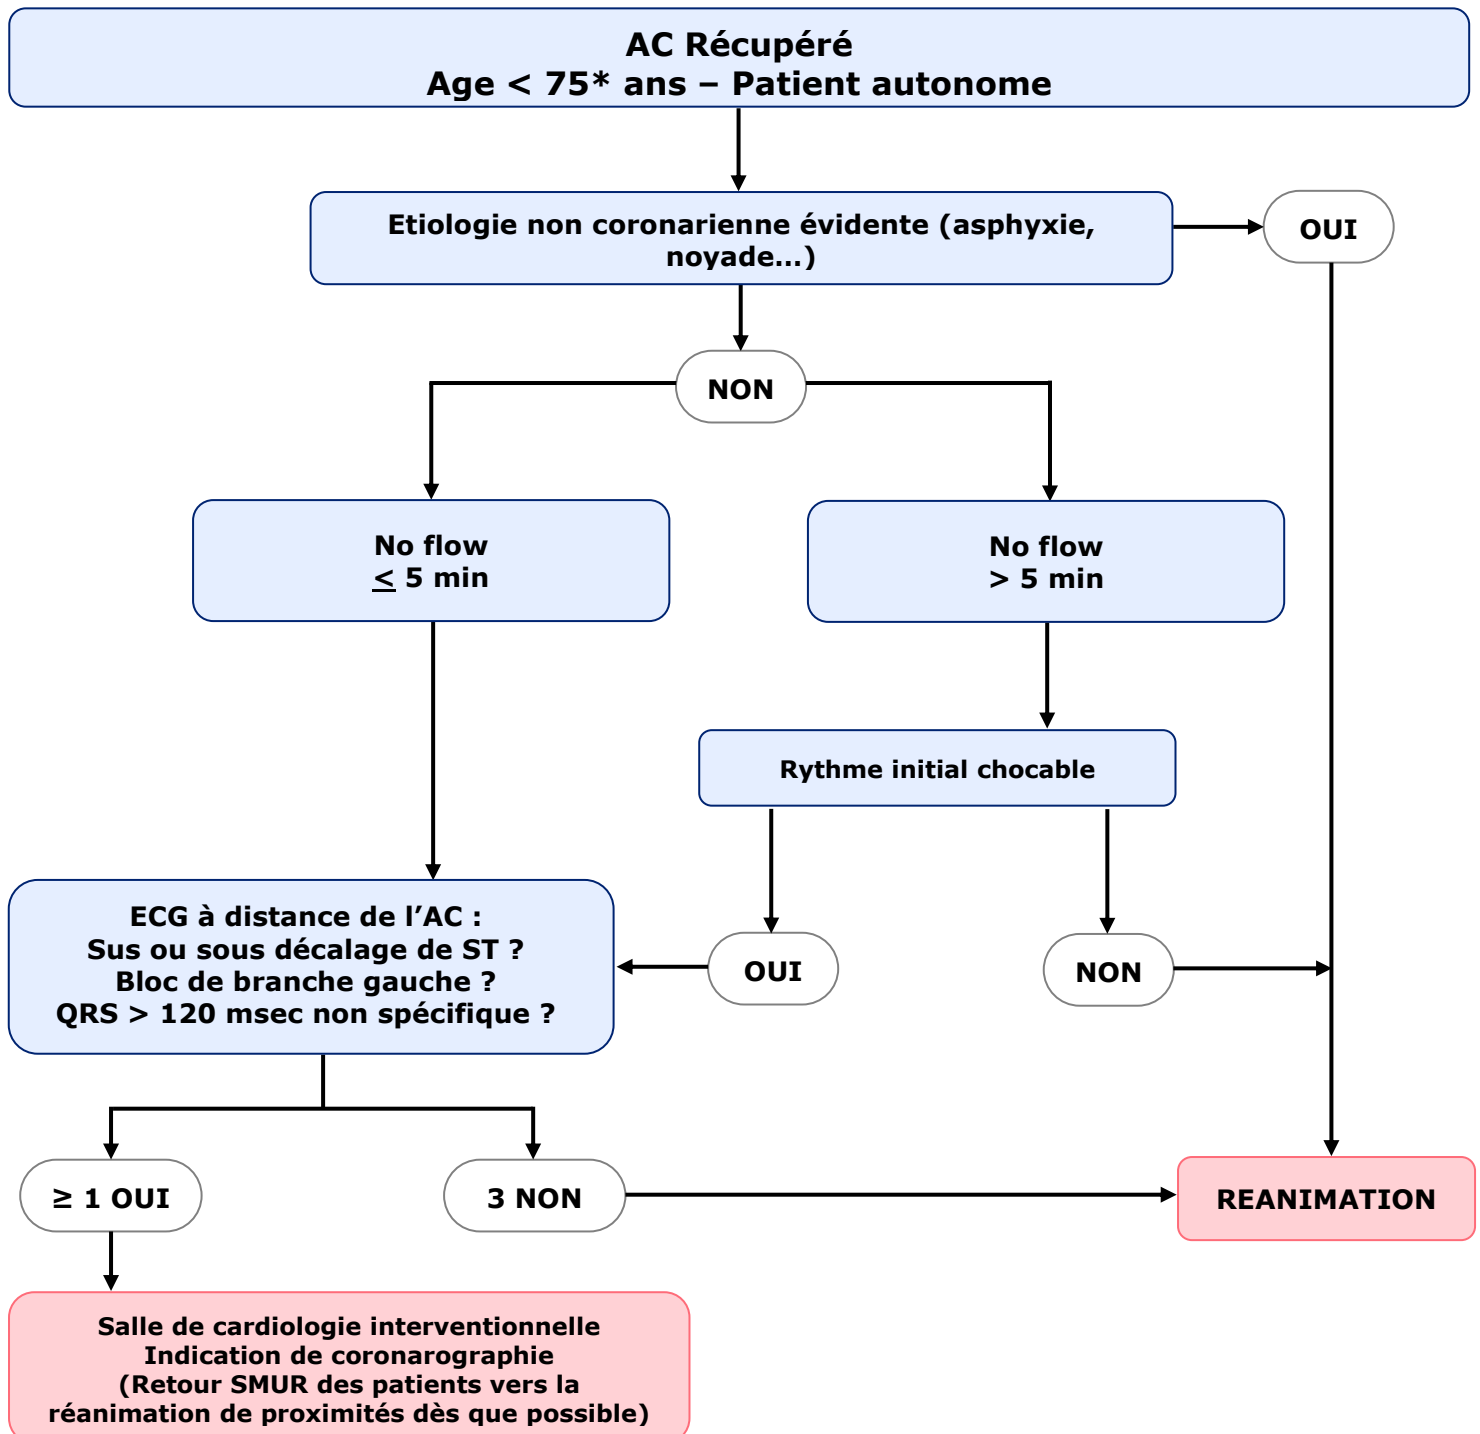 AC Récupéré
Age < 75* ans – Patient autonome
Etiologie non coronarienne évidente (asphyxie,
noyade…)
OUI
NON
No flow
≤ 5 min
No flow
> 5 min
Rythme initial chocable
ECG à distance de l’AC :
Sus ou sous décalage de ST ?
Bloc de branche gauche ?
QRS > 120 msec non spécifique ?
OUI
NON
≥ 1 OUI
3 NON
REANIMATION
Salle de cardiologie interventionnelle
Indication de coronarographie
(Retour SMUR des patients vers la
réanimation de proximités dès que possible)